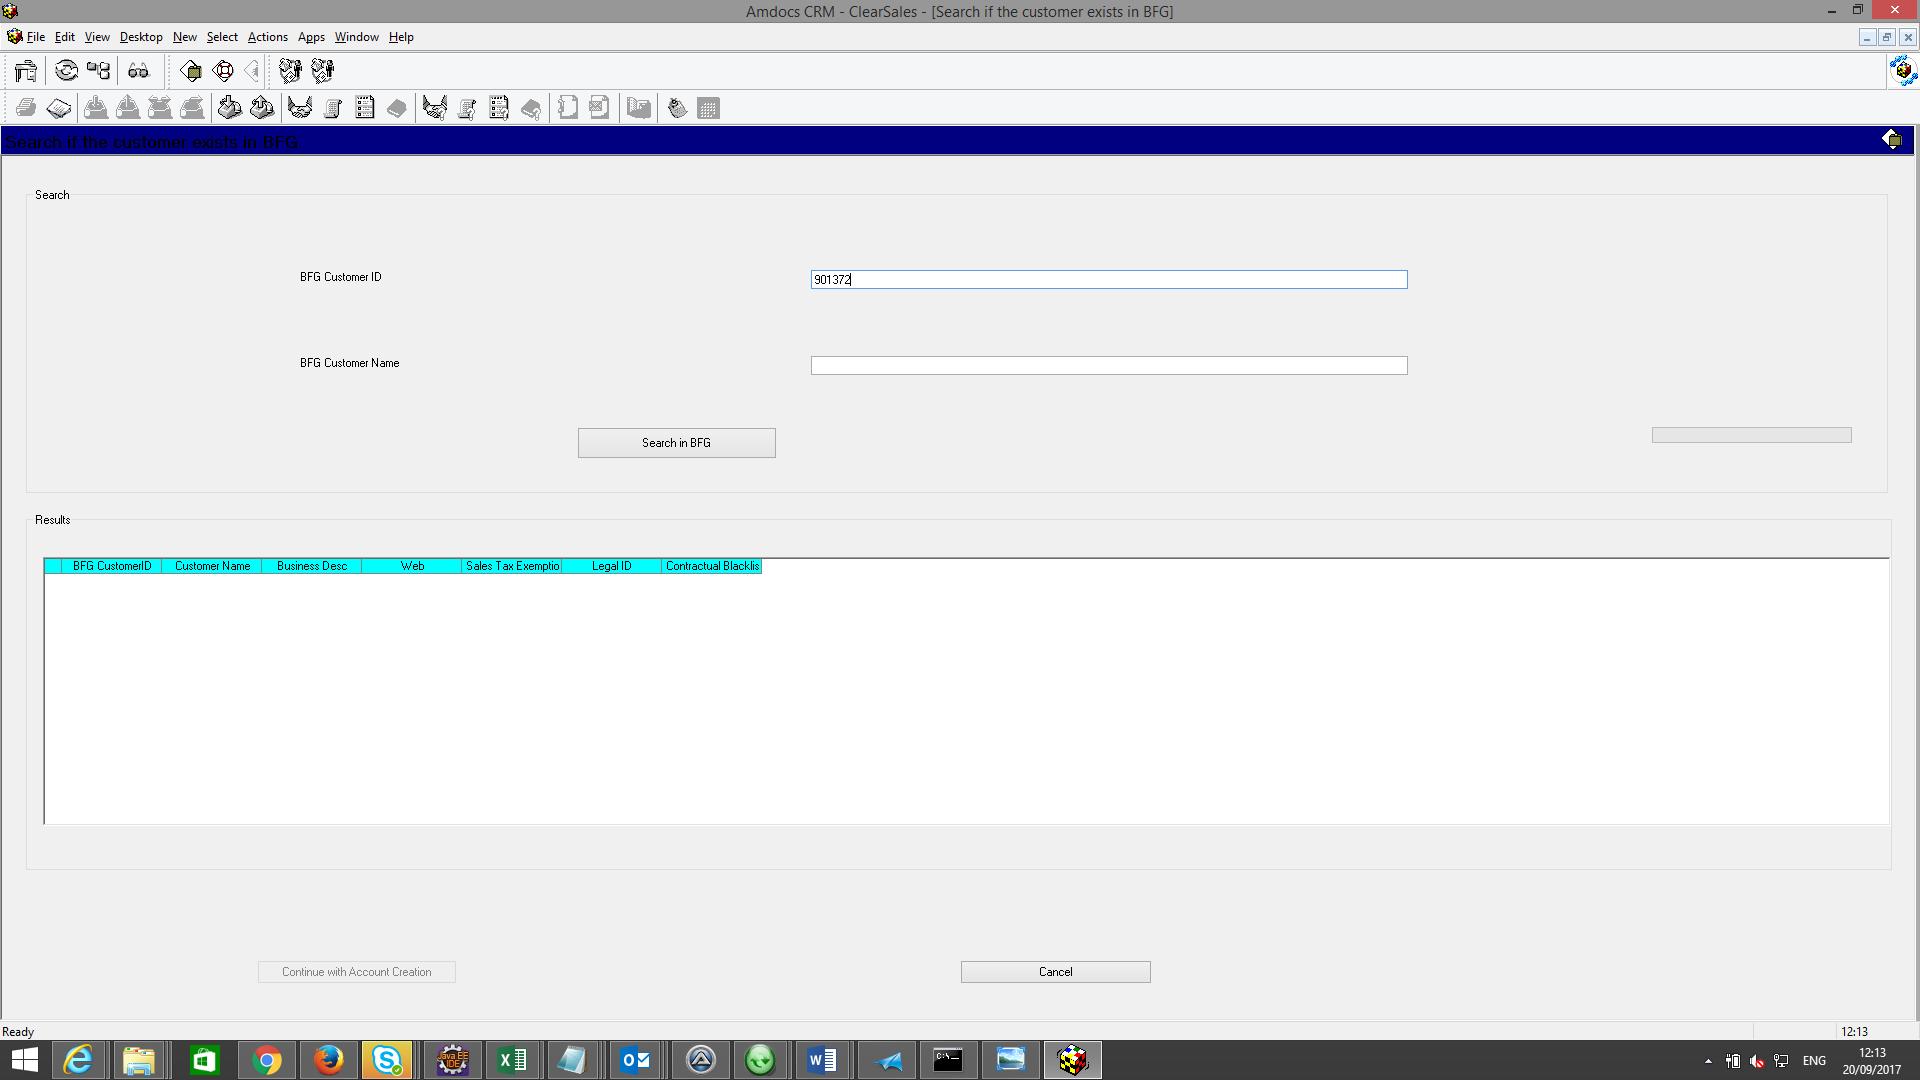 Amdocs CRM - ClearSales - [Search if the customer exists in BFG]
File Edit View Desktop New Select Actions Apps Window Help
Search if the customer exists in BFG.
Search
BFG Customer ID
901372
BFG Customer Name
Search in BFG
Results
BFG CustomerID Customer Name Business Desc Web Sales Tax Exemptio Legal ID Contractual Blacklis
Continue with Account Creation
Cancel
Ready
12:13
Java EE
IDE
C:\...
ENG
12:13
20/09/2017